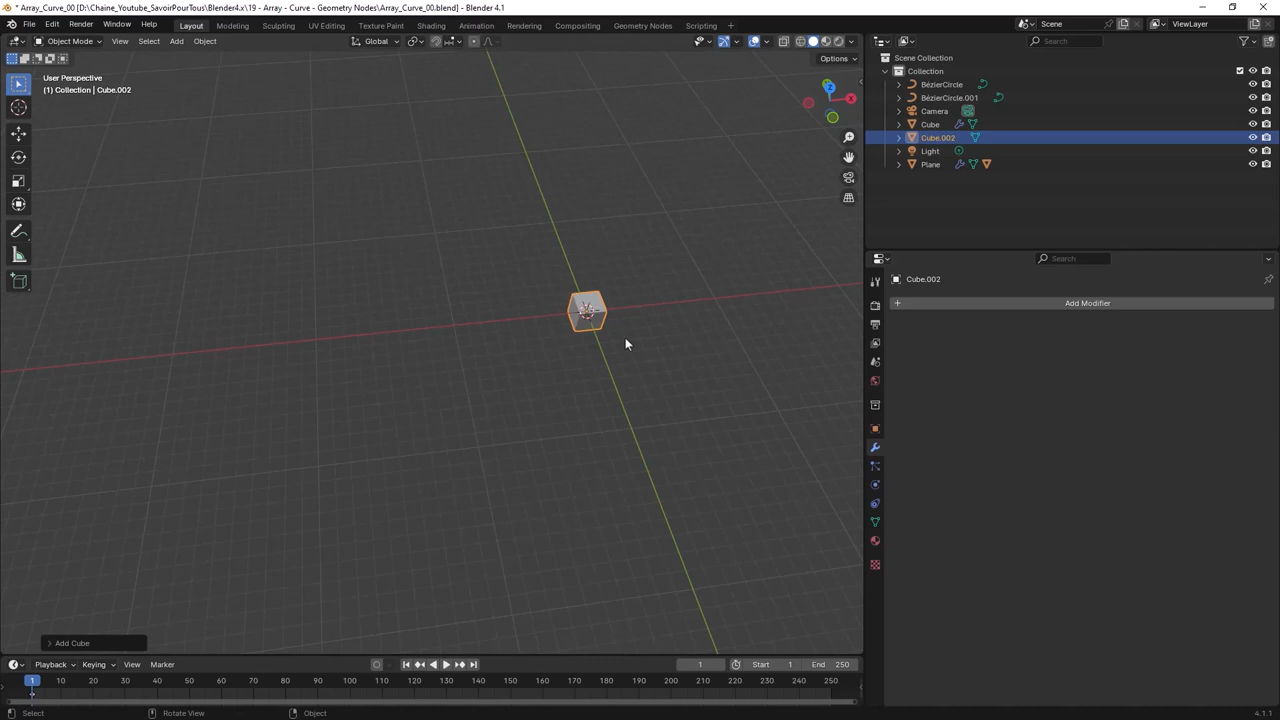 * Array_Curve_00 [D:\Chaine_Youtube_SavoirPourTous\Blender4.x\19 - Array - Curve - Geometry Nodes\Array_Curve_00.blend] - Blender 4.1
File Edit Render Window Help Layout Modeling Sculpting UV Editing Texture Paint Shading Animation Rendering Compositing Geometry Nodes Scripting + Scene ViewLayer
Object Mode View Select Add Object Global Search
Options
User Perspective
(1) Collection | Cube.002
Scene Collection
Collection
BézierCircle
BézierCircle.001
Camera
Cube
Cube.002
Light
Plane
Z
X
Search
Cube.002
+ Add Modifier
Add Cube
Playback Keying View Marker 1 Start 1 End 250
1 10 20 30 40 50 60 70 80 90 100 110 120 130 140 150 160 170 180 190 200 210 220 230 240 250
Select Rotate View Object 4.1.1